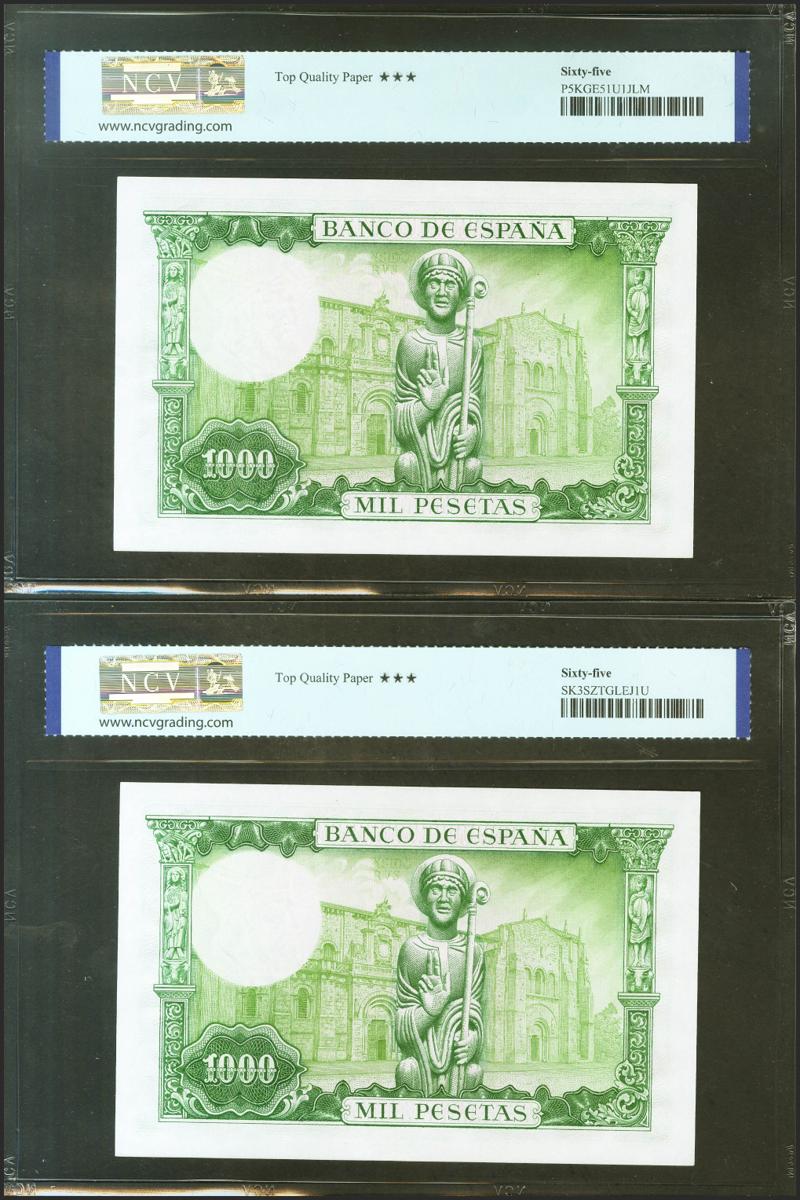 NCV
www.ncvgrading.com
Top Quality Paper ★★★
Sixty-five
P5KGE51U1JLM
BANCO DE ESPAÑA
1000
MIL PESETAS
NCV
www.ncvgrading.com
Top Quality Paper ★★★
Sixty-five
SK3SZTGLEJ1U
BANCO DE ESPAÑA
1000
MIL PESETAS